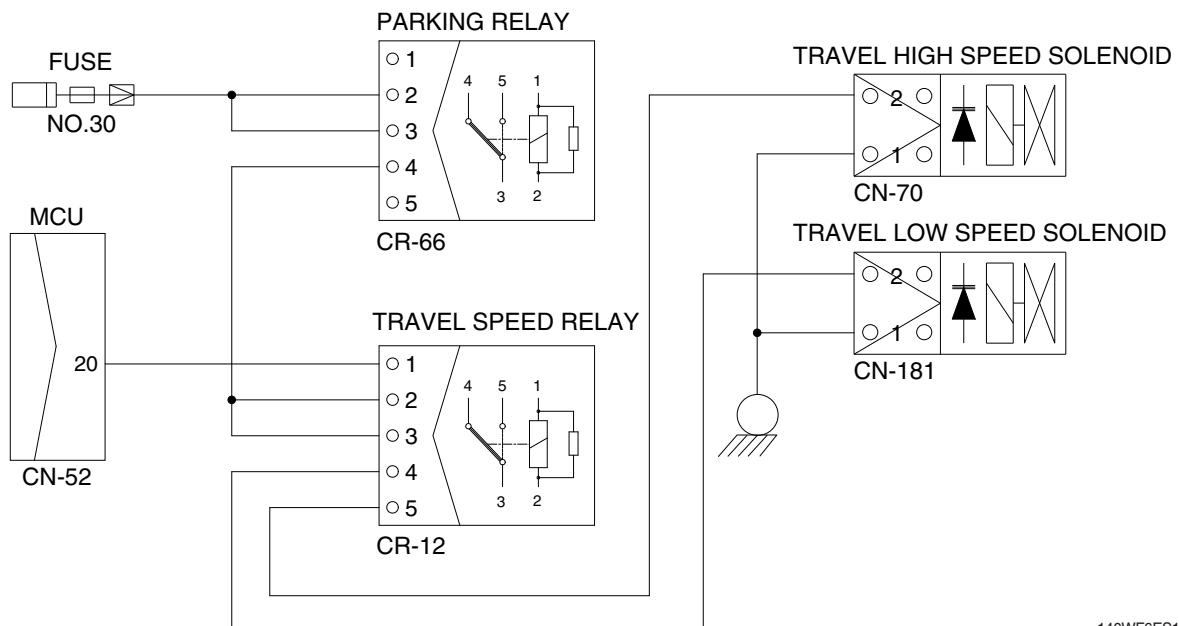 PARKING RELAY
FUSE
NO.30
1
2
3
4
5
4 5 1
3 2
CR-66
TRAVEL HIGH SPEED SOLENOID
2
1
CN-70
MCU
20
CN-52
TRAVEL SPEED RELAY
1
2
3
4
5
4 5 1
3 2
CR-12
TRAVEL LOW SPEED SOLENOID
2
1
CN-181